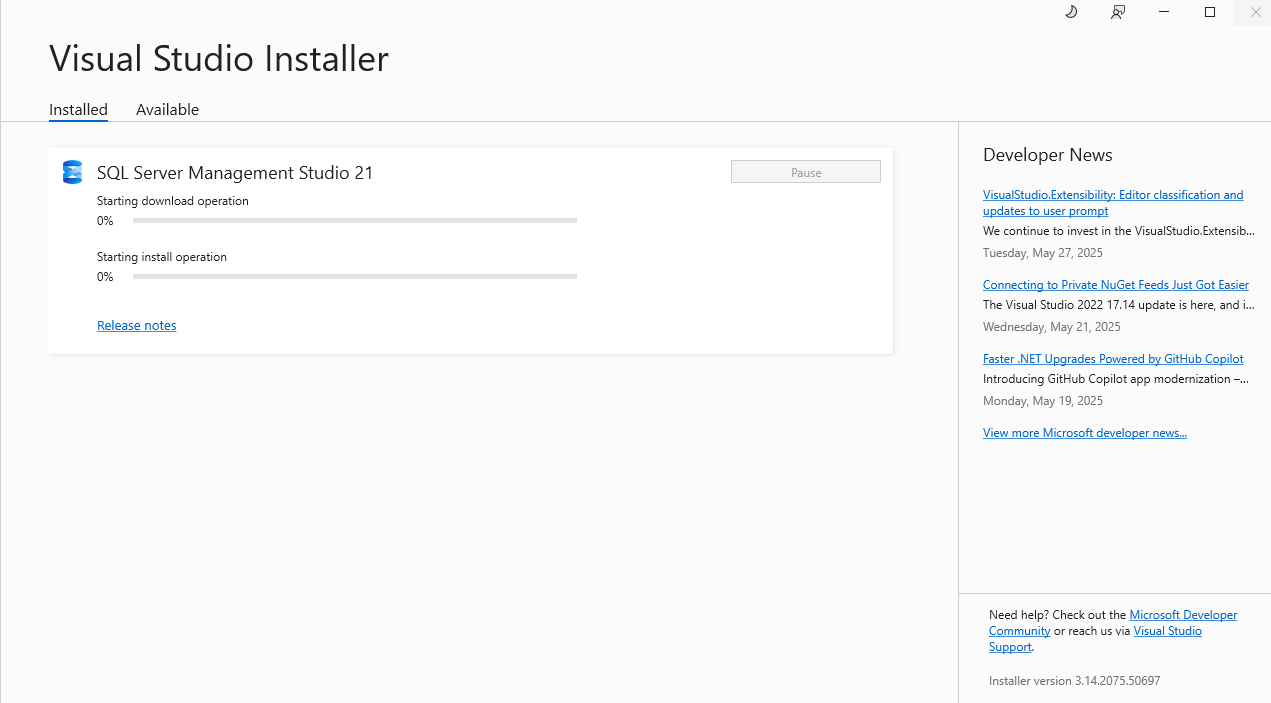 Visual Studio Installer
Installed
Available
SQL Server Management Studio 21
Pause
Starting download operation
0%
Starting install operation
0%
Release notes
Developer News
VisualStudio.Extensibility: Editor classification and
updates to user prompt
We continue to invest in the VisualStudio.Extensib...
Tuesday, May 27, 2025
Connecting to Private NuGet Feeds Just Got Easier
The Visual Studio 2022 17.14 update is here, and i...
Wednesday, May 21, 2025
Faster .NET Upgrades Powered by GitHub Copilot
Introducing GitHub Copilot app modernization –...
Monday, May 19, 2025
View more Microsoft developer news...
Need help? Check out the Microsoft Developer
Community or reach us via Visual Studio
Support.
Installer version 3.14.2075.50697